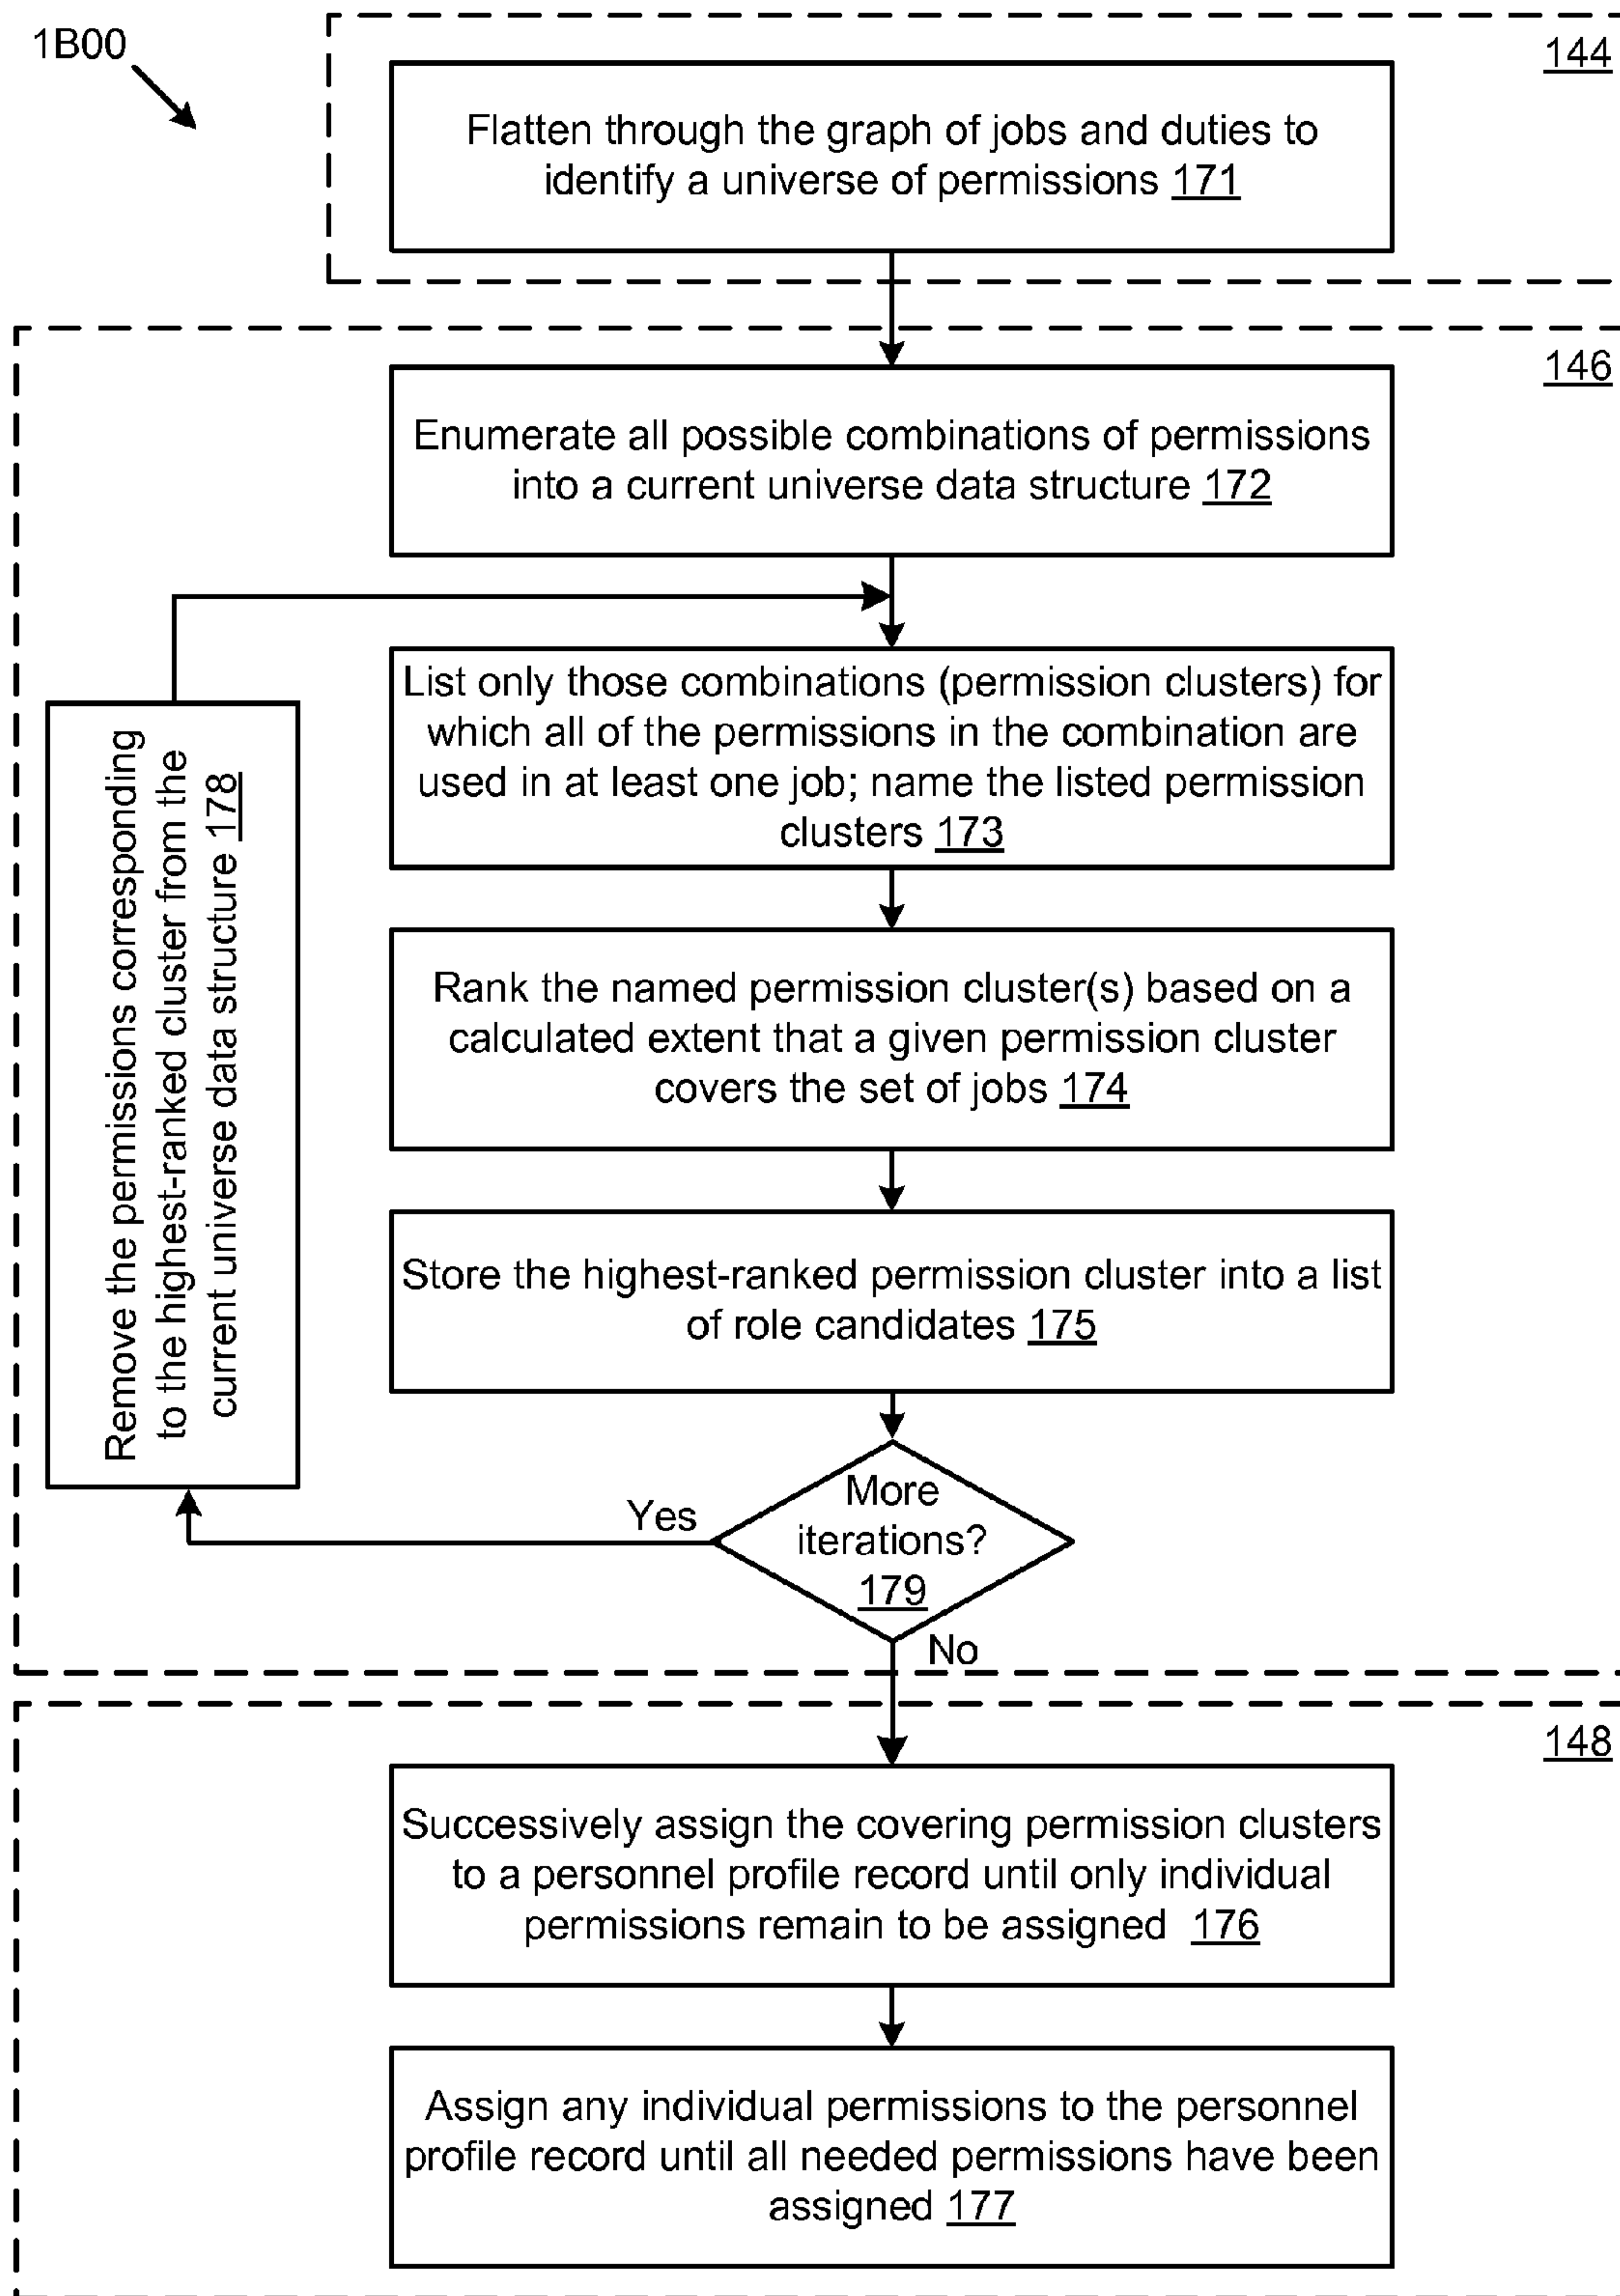 1B00
144
Flatten through the graph of jobs and duties to
identify a universe of permissions 171
146
Enumerate all possible combinations of permissions
into a current universe data structure 172
List only those combinations (permission clusters) for
which all of the permissions in the combination are
used in at least one job; name the listed permission
clusters 173
Remove the permissions corresponding
to the highest-ranked cluster from the
current universe data structure 178
Rank the named permission cluster(s) based on a
calculated extent that a given permission cluster
covers the set of jobs 174
Store the highest-ranked permission cluster into a list
of role candidates 175
More
iterations?
179
Yes
No
148
Successively assign the covering permission clusters
to a personnel profile record until only individual
permissions remain to be assigned 176
Assign any individual permissions to the personnel
profile record until all needed permissions have been
assigned 177